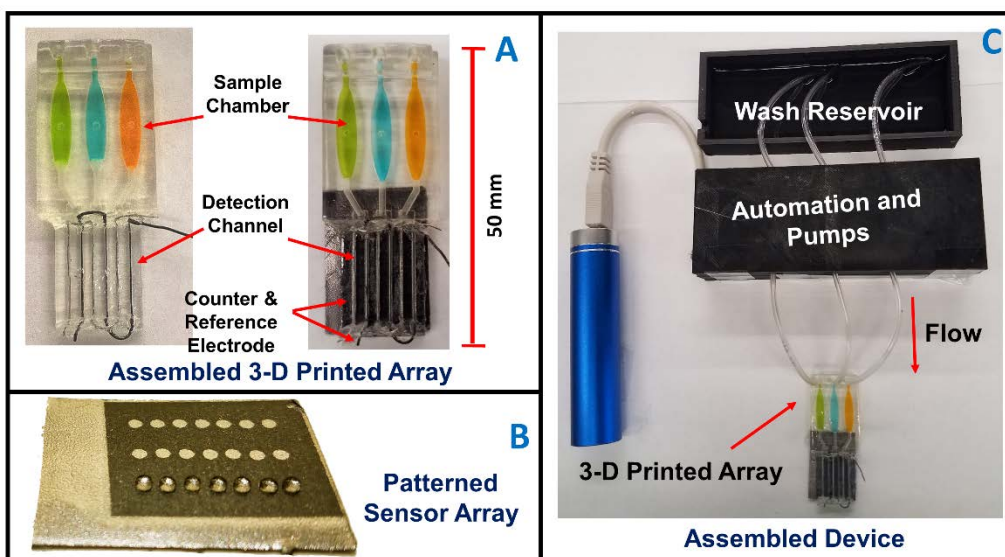 A
Sample
Chamber
Detection
Channel
Counter &
Reference
Electrode
50 mm
Assembled 3-D Printed Array
B
Patterned
Sensor Array
C
Wash Reservoir
Automation and
Pumps
Flow
3-D Printed Array
Assembled Device